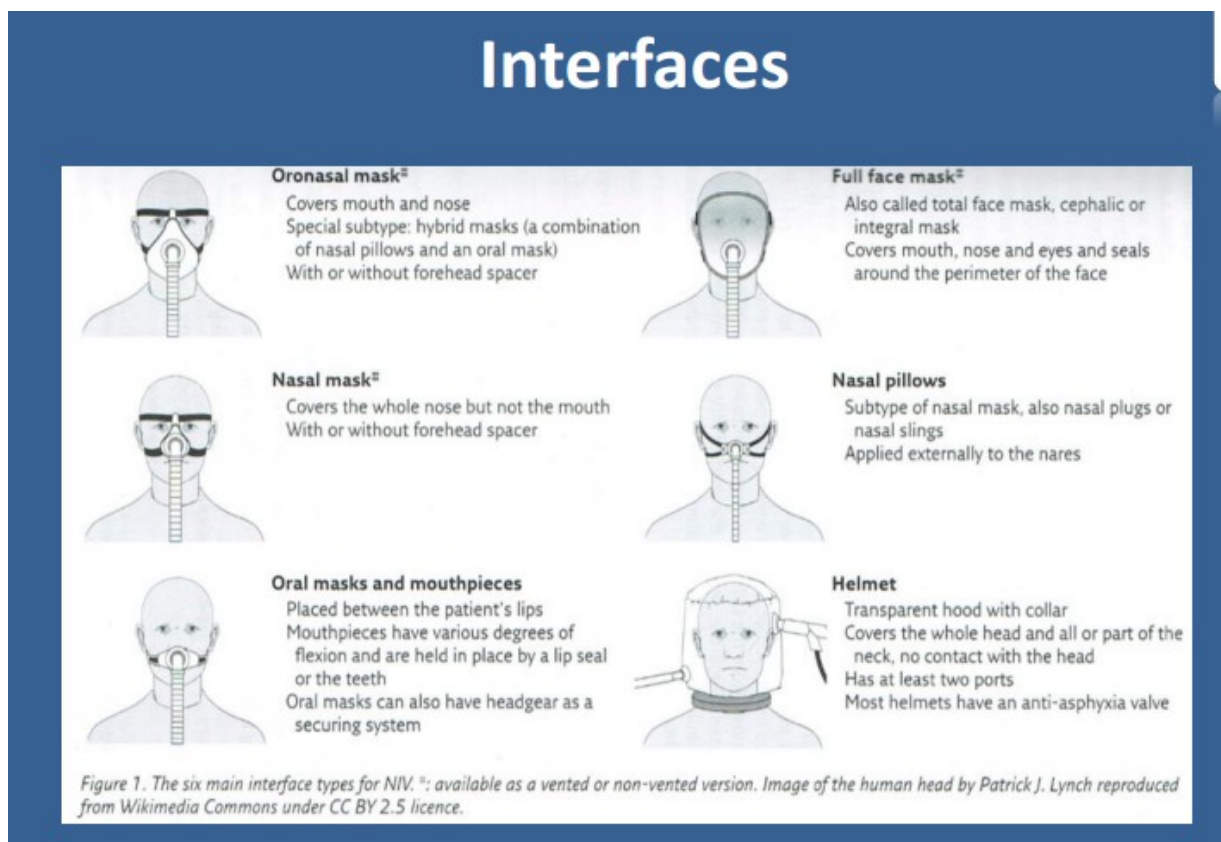 Interfaces
Oronasal mask⁼
Covers mouth and nose
Special subtype: hybrid masks (a combination
of nasal pillows and an oral mask)
With or without forehead spacer
Full face mask⁼
Also called total face mask, cephalic or
integral mask
Covers mouth, nose and eyes and seals
around the perimeter of the face
Nasal mask⁼
Covers the whole nose but not the mouth
With or without forehead spacer
Nasal pillows
Subtype of nasal mask, also nasal plugs or
nasal slings
Applied externally to the nares
Oral masks and mouthpieces
Placed between the patient's lips
Mouthpieces have various degrees of
flexion and are held in place by a lip seal
or the teeth
Oral masks can also have headgear as a
securing system
Helmet
Transparent hood with collar
Covers the whole head and all or part of the
neck, no contact with the head
Has at least two ports
Most helmets have an anti-asphyxia valve
Figure 1. The six main interface types for NIV. ⁼: available as a vented or non-vented version. Image of the human head by Patrick J. Lynch reproduced
from Wikimedia Commons under CC BY 2.5 licence.